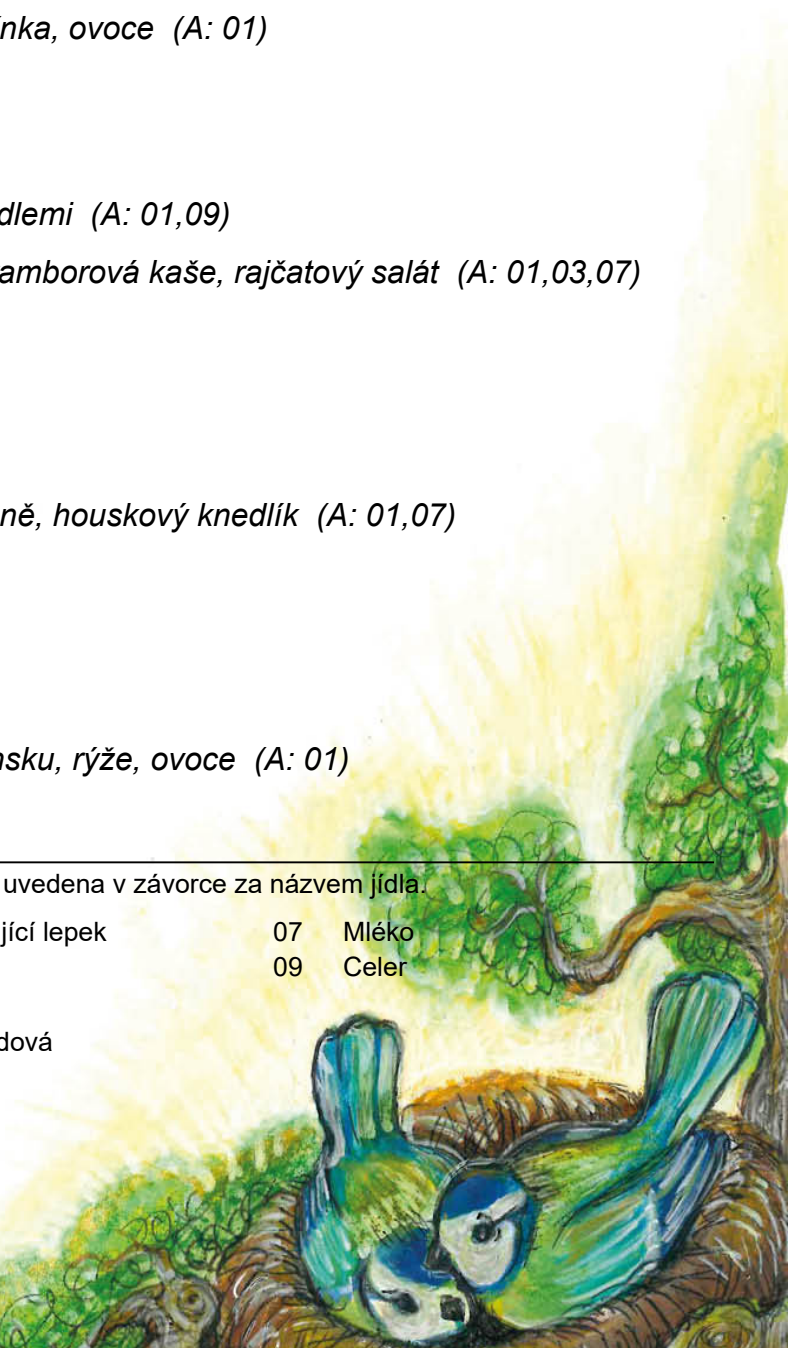 ínka, ovoce (A: 01)
dlemi (A: 01,09)
amborová kaše, rajčatový salát (A: 01,03,07)
ně, houskový knedlík (A: 01,07)
nsku, rýže, ovoce (A: 01)
uvedena v závorce za názvem jídla.
jící lepek 07 Mléko
09 Celer
dová